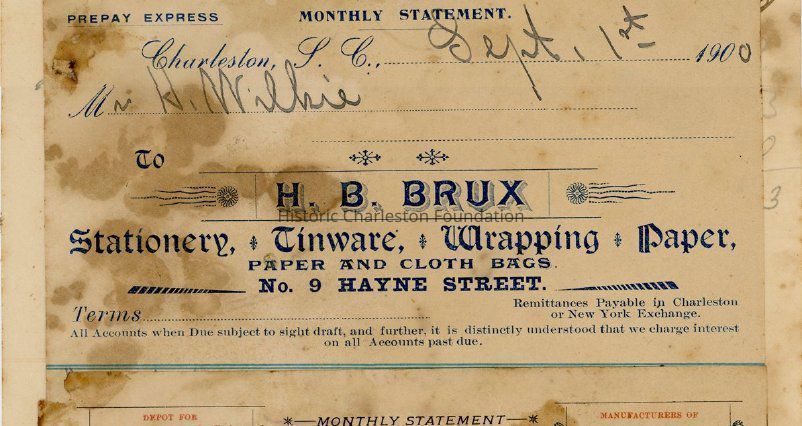 PREPAY EXPRESS
MONTHLY STATEMENT.
Charleston, S. C., Sept. 1st 1900
Mr H. Wilkie
To
H. B. BRUX
Historic Charleston Foundation
Stationery, Tinware, Wrapping Paper,
PAPER AND CLOTH BAGS.
No. 9 HAYNE STREET.
Terms
Remittances Payable in Charleston
or New York Exchange.
All Accounts when Due subject to sight draft, and further, it is distinctly understood that we charge interest
on all Accounts past due.
3
DEPOT FOR
MONTHLY STATEMENT
MANUFACTURERS OF